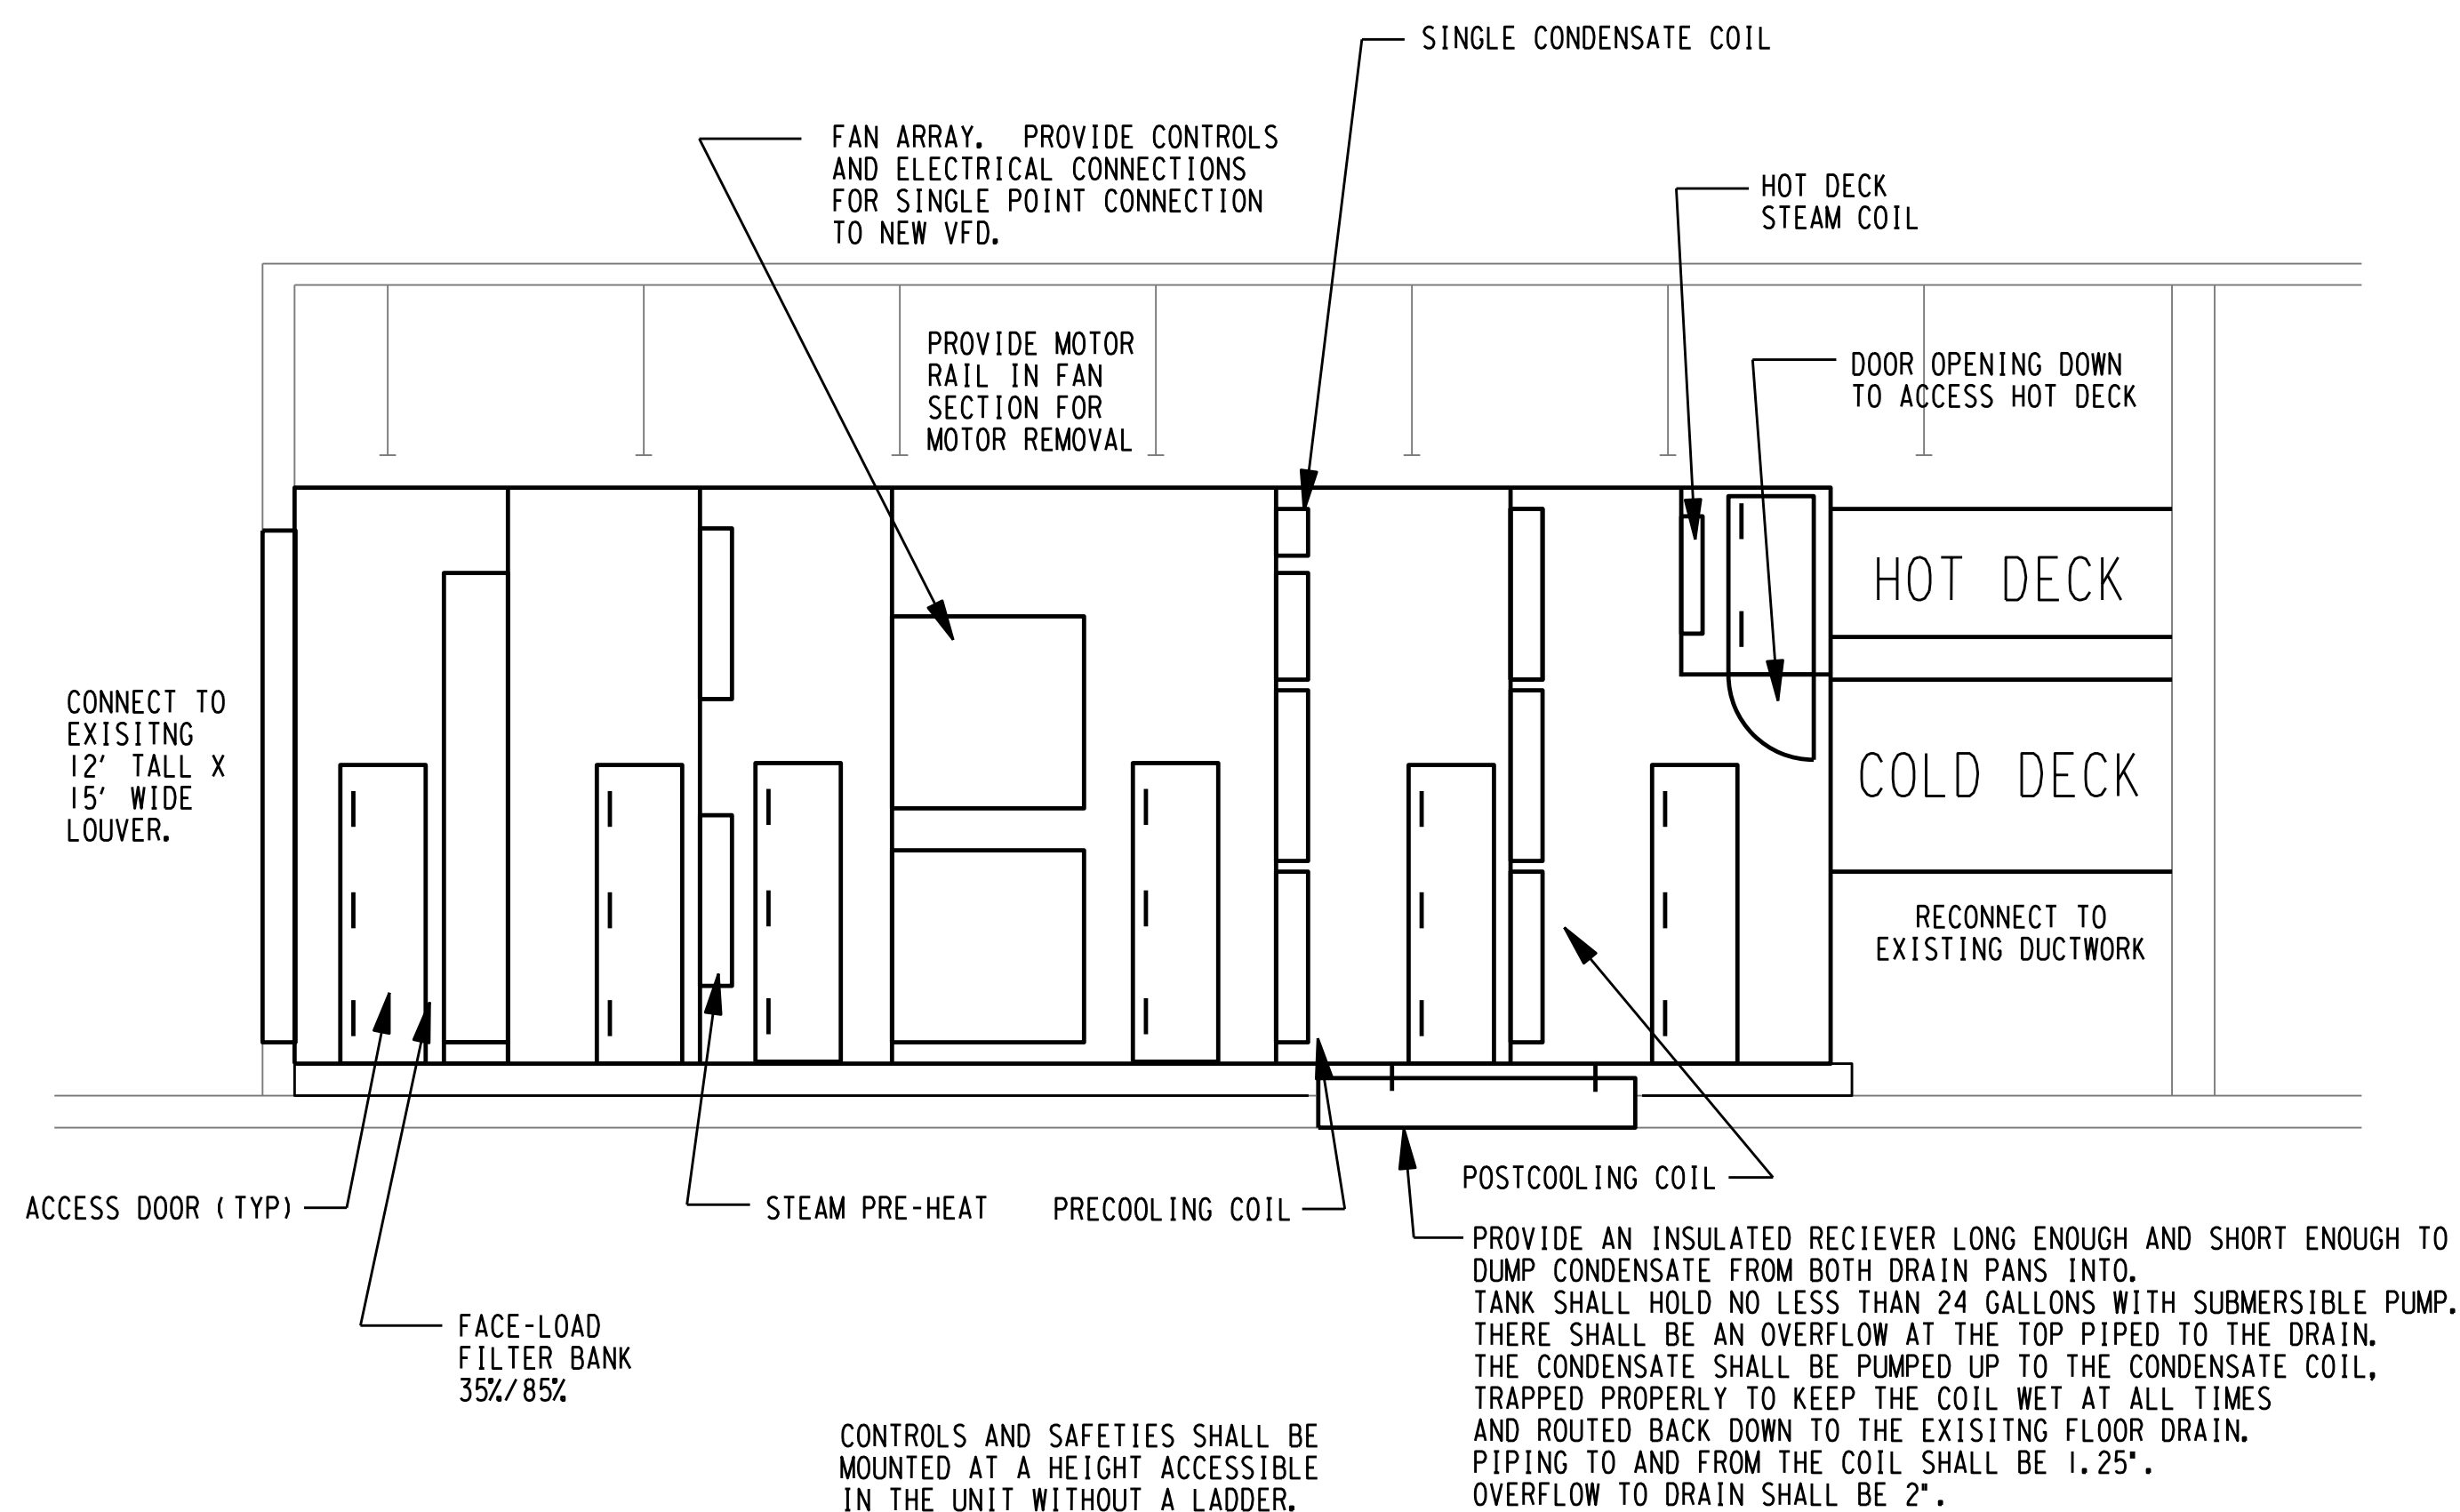 SINGLE CONDENSATE COIL
FAN ARRAY. PROVIDE CONTROLS
AND ELECTRICAL CONNECTIONS
FOR SINGLE POINT CONNECTION
TO NEW VFD.
HOT DECK
STEAM COIL
PROVIDE MOTOR
RAIL IN FAN
SECTION FOR
MOTOR REMOVAL
DOOR OPENING DOWN
TO ACCESS HOT DECK
HOT DECK
CONNECT TO
EXISITNG
12' TALL X
15' WIDE
LOUVER.
COLD DECK
RECONNECT TO
EXISTING DUCTWORK
ACCESS DOOR (TYP)
STEAM PRE-HEAT
PRECOOLING COIL
POSTCOOLING COIL
FACE-LOAD
FILTER BANK
35%/85%
PROVIDE AN INSULATED RECIEVER LONG ENOUGH AND SHORT ENOUGH TO
DUMP CONDENSATE FROM BOTH DRAIN PANS INTO.
TANK SHALL HOLD NO LESS THAN 24 GALLONS WITH SUBMERSIBLE PUMP.
THERE SHALL BE AN OVERFLOW AT THE TOP PIPED TO THE DRAIN.
THE CONDENSATE SHALL BE PUMPED UP TO THE CONDENSATE COIL,
TRAPPED PROPERLY TO KEEP THE COIL WET AT ALL TIMES
AND ROUTED BACK DOWN TO THE EXISITNG FLOOR DRAIN.
PIPING TO AND FROM THE COIL SHALL BE 1.25".
OVERFLOW TO DRAIN SHALL BE 2".
CONTROLS AND SAFETIES SHALL BE
MOUNTED AT A HEIGHT ACCESSIBLE
IN THE UNIT WITHOUT A LADDER.